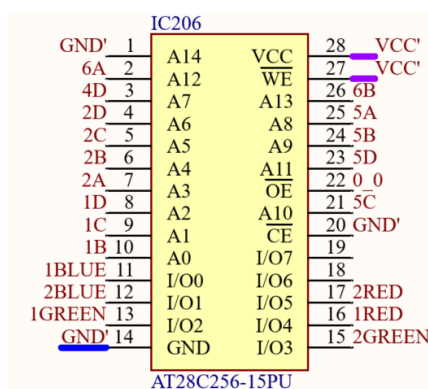 IC206
GND' 1 A14 VCC 28 VCC'
6A 2 A12 WE 27 VCC'
4D 3 A7 A13 26 6B
2D 4 A6 A8 25 5A
2C 5 A5 A9 24 5B
2B 6 A4 A11 23 5D
2A 7 A3 OE 22 0_0
1D 8 A2 A10 21 5C
1C 9 A1 CE 20 GND'
1B 10 A0 I/O7 19
1BLUE 11 I/O0 I/O6 18
2BLUE 12 I/O1 I/O5 17 2RED
1GREEN 13 I/O2 I/O4 16 1RED
GND' 14 GND I/O3 15 2GREEN
AT28C256-15PU